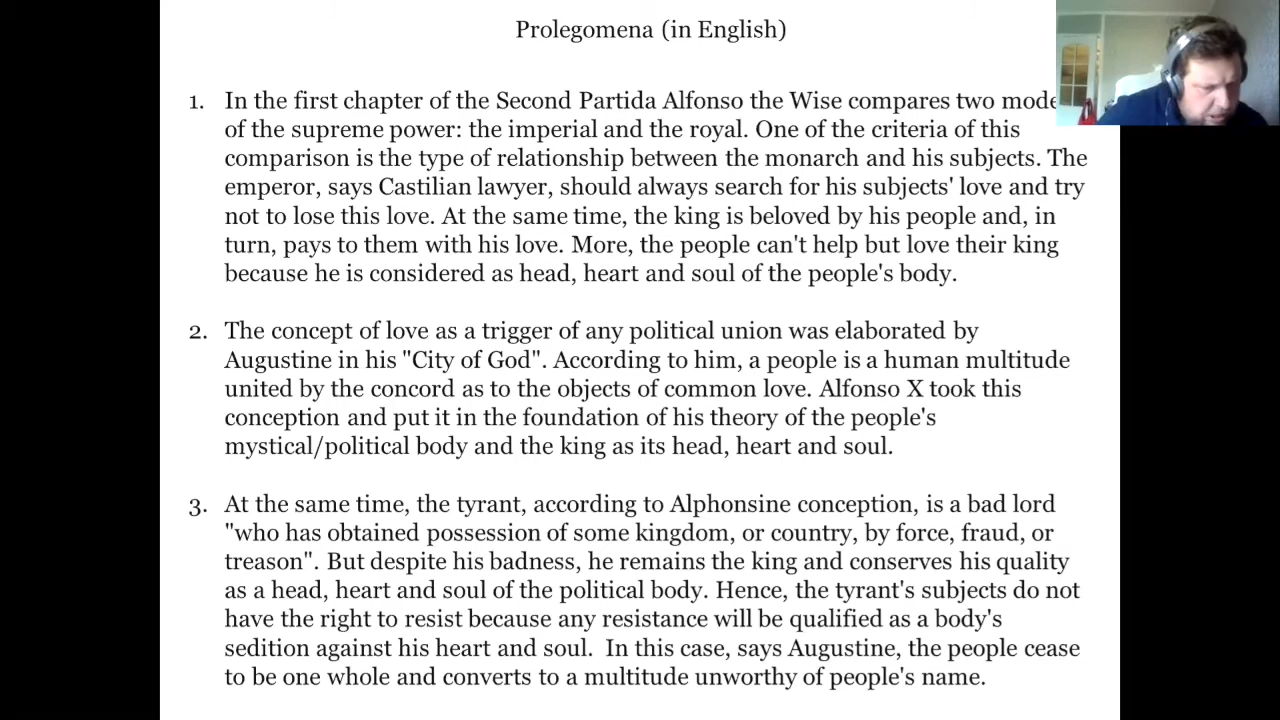 Prolegomena (in English)
1. In the first chapter of the Second Partida Alfonso the Wise compares two mode
of the supreme power: the imperial and the royal. One of the criteria of this
comparison is the type of relationship between the monarch and his subjects. The
emperor, says Castilian lawyer, should always search for his subjects' love and try
not to lose this love. At the same time, the king is beloved by his people and, in
turn, pays to them with his love. More, the people can't help but love their king
because he is considered as head, heart and soul of the people's body.
2. The concept of love as a trigger of any political union was elaborated by
Augustine in his "City of God". According to him, a people is a human multitude
united by the concord as to the objects of common love. Alfonso X took this
conception and put it in the foundation of his theory of the people's
mystical/political body and the king as its head, heart and soul.
3. At the same time, the tyrant, according to Alphonsine conception, is a bad lord
"who has obtained possession of some kingdom, or country, by force, fraud, or
treason". But despite his badness, he remains the king and conserves his quality
as a head, heart and soul of the political body. Hence, the tyrant's subjects do not
have the right to resist because any resistance will be qualified as a body's
sedition against his heart and soul. In this case, says Augustine, the people cease
to be one whole and converts to a multitude unworthy of people's name.